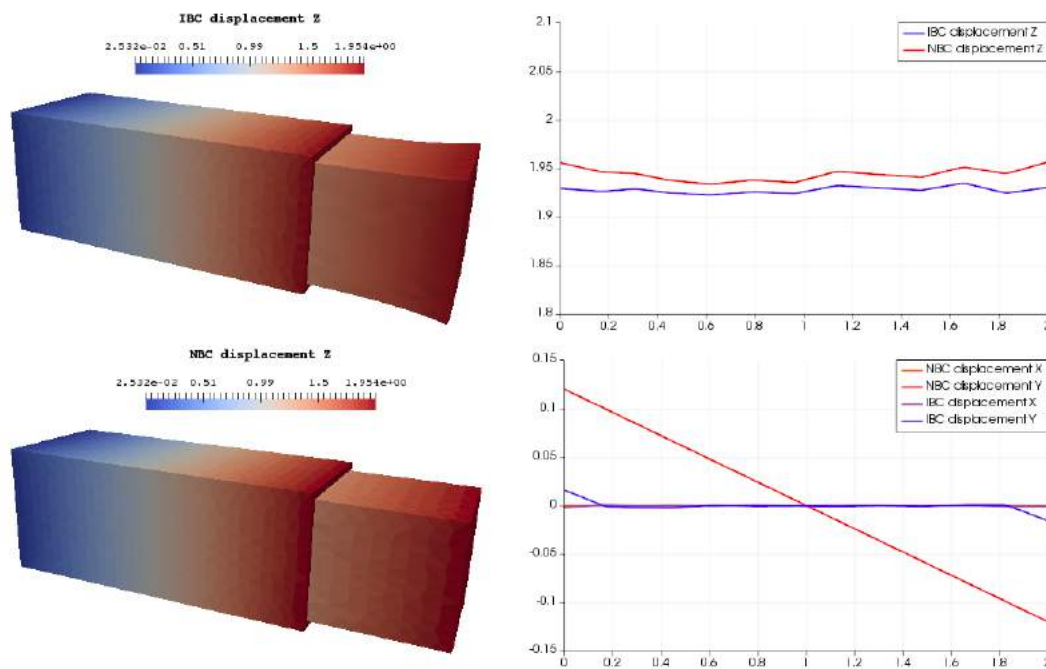 IBC displacement Z
2.532e-02 0.51 0.99 1.5 1.954e+00
2.1
2.05
2
1.95
1.9
1.85
1.8
0 0.2 0.4 0.6 0.8 1 1.2 1.4 1.6 1.8 2
IBC displacement Z
NBC displacement Z
NBC displacement Z
2.532e-02 0.51 0.99 1.5 1.954e+00
0.15
0.1
0.05
0
-0.05
-0.1
-0.15
0 0.2 0.4 0.6 0.8 1 1.2 1.4 1.6 1.8 2
NBC displacement X
NBC displacement Y
IBC displacement X
IBC displacement Y